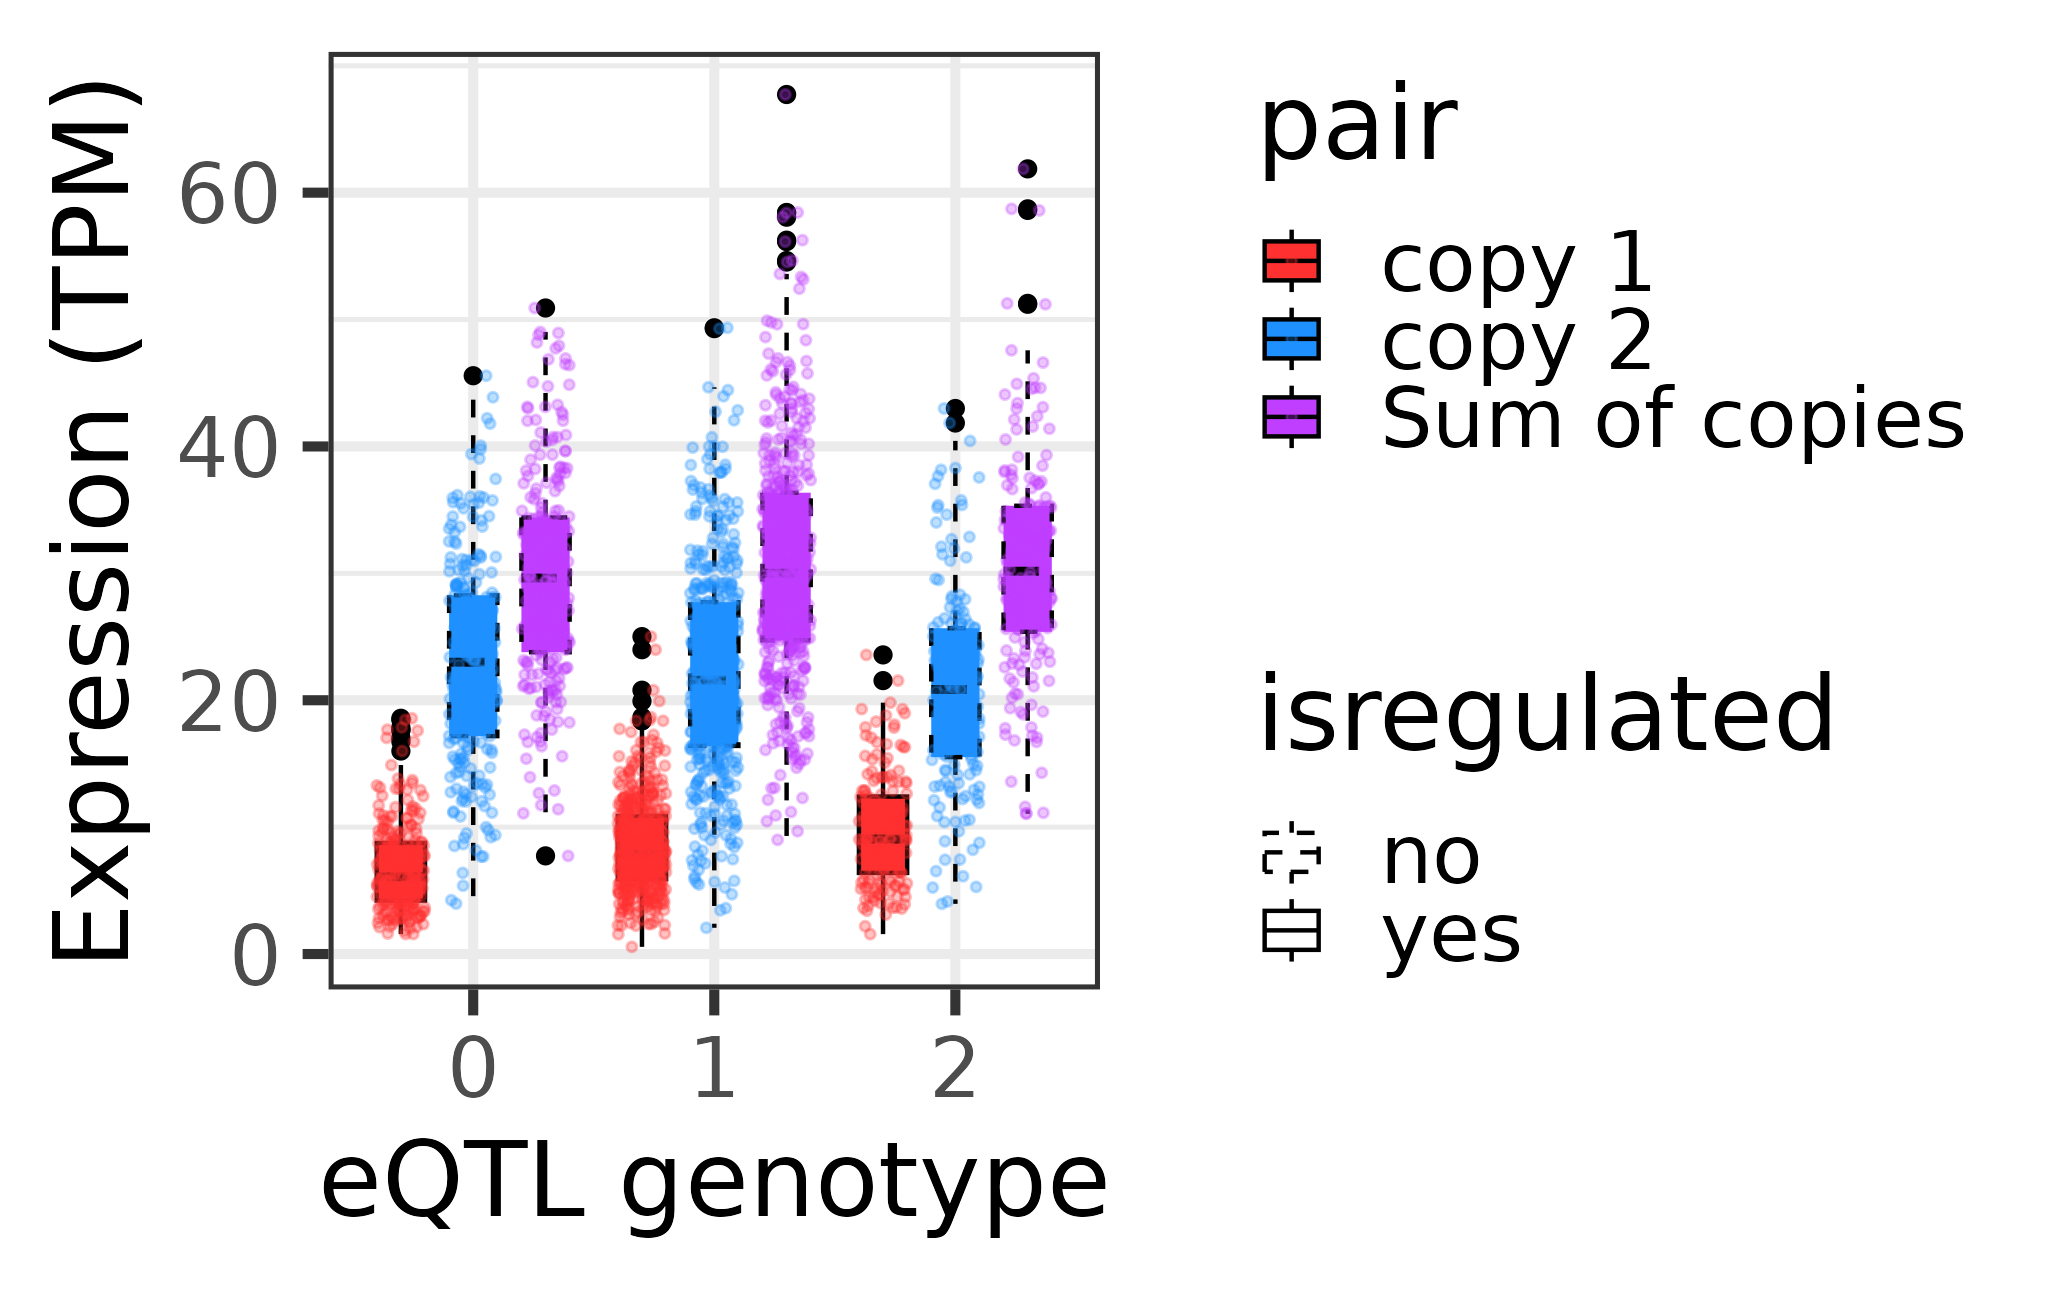 Expression (TPM)
60
40
20
0
0 1 2
eQTL genotype
pair
copy 1
copy 2
Sum of copies
isregulated
no
yes